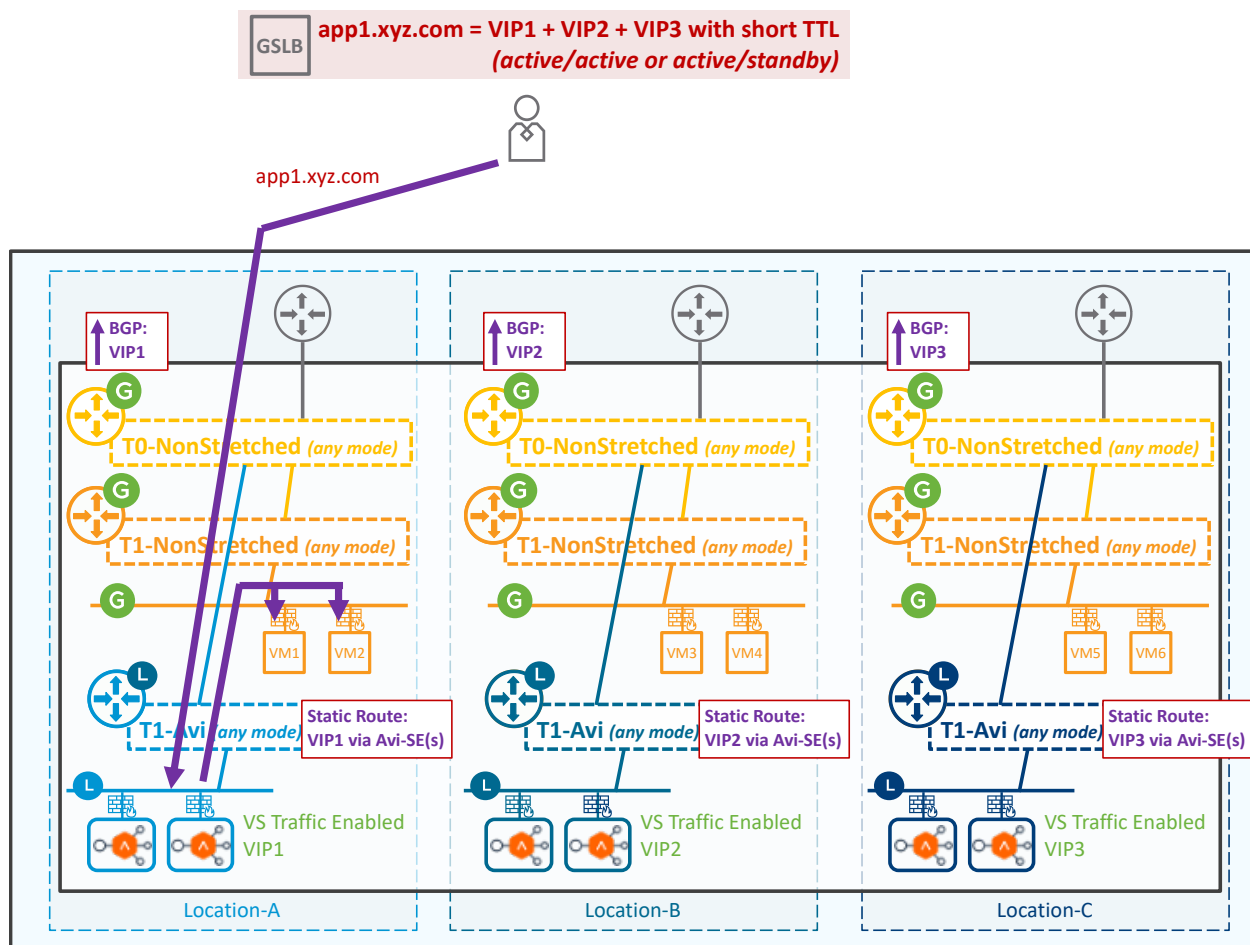 GSLB
app1.xyz.com = VIP1 + VIP2 + VIP3 with short TTL
(active/active or active/standby)
app1.xyz.com
BGP:
VIP1
G
T0-NonStretched (any mode)
G
T1-NonStretched (any mode)
G
VM1
VM2
L
T1-Avi (any mode)
Static Route:
VIP1 via Avi-SE(s)
L
VS Traffic Enabled
VIP1
Location-A
BGP:
VIP2
G
T0-NonStretched (any mode)
G
T1-NonStretched (any mode)
G
VM3
VM4
L
T1-Avi (any mode)
Static Route:
VIP2 via Avi-SE(s)
L
VS Traffic Enabled
VIP2
Location-B
BGP:
VIP3
G
T0-NonStretched (any mode)
G
T1-NonStretched (any mode)
G
VM5
VM6
L
T1-Avi (any mode)
Static Route:
VIP3 via Avi-SE(s)
L
VS Traffic Enabled
VIP3
Location-C